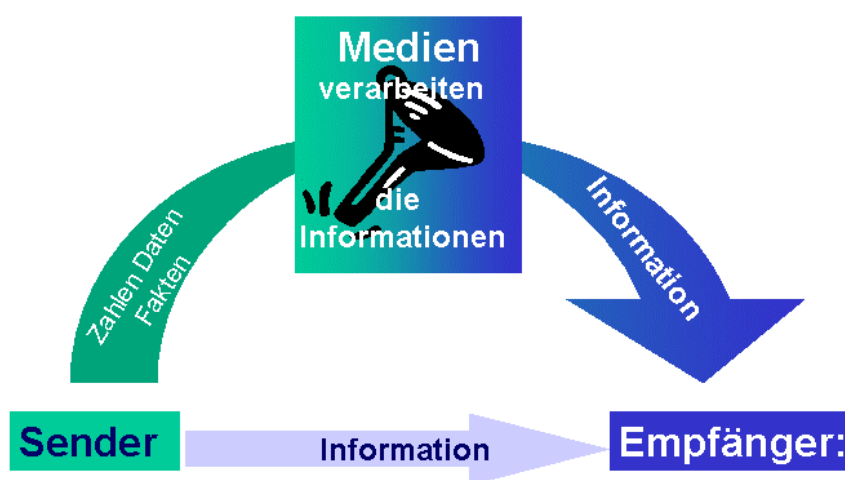 Medien
verarbeiten
die
Informationen
Zahlen Daten
Fakten
Information
Sender
Information
Empfänger: